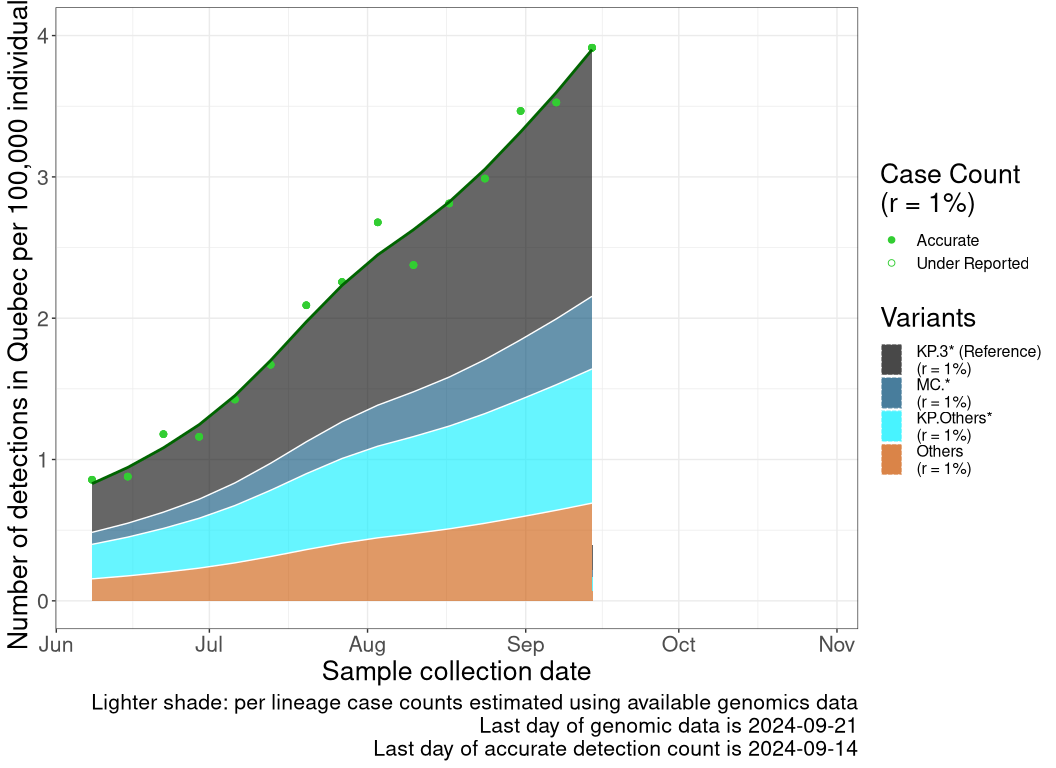 Number of detections in Quebec per 100,000 individual
4
3
2
1
0
Jun
Jul
Aug
Sep
Oct
Nov
Sample collection date
Lighter shade: per lineage case counts estimated using available genomics data
Last day of genomic data is 2024-09-21
Last day of accurate detection count is 2024-09-14
Case Count
(r = 1%)
Accurate
Under Reported
Variants
KP.3* (Reference)
(r = 1%)
MC.*
(r = 1%)
KP.Others*
(r = 1%)
Others
(r = 1%)